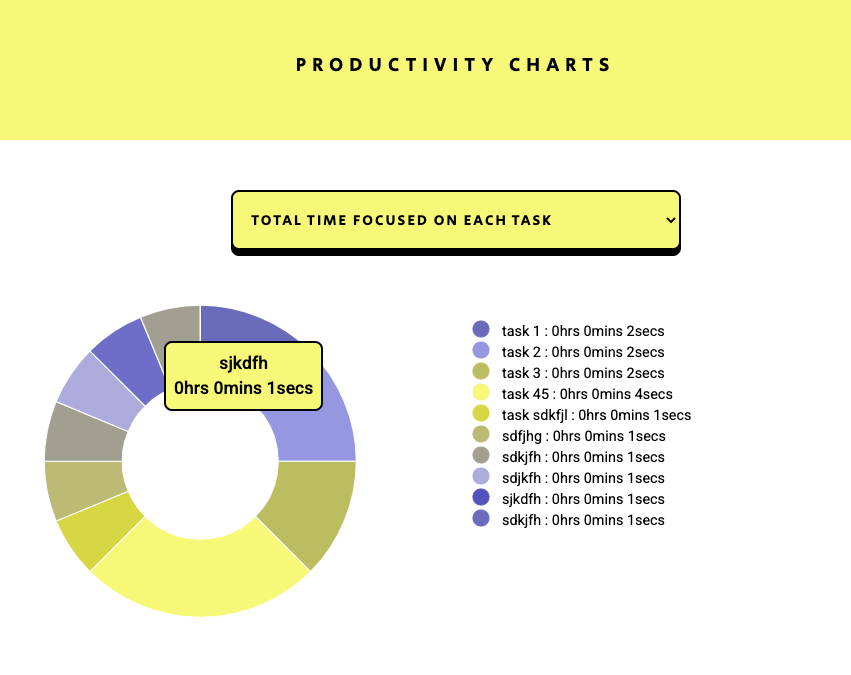 PRODUCTIVITY CHARTS
TOTAL TIME FOCUSED ON EACH TASK
sjkdfh
0hrs 0mins 1secs
task 1 : 0hrs 0mins 2secs
task 2 : 0hrs 0mins 2secs
task 3 : 0hrs 0mins 2secs
task 45 : 0hrs 0mins 4secs
task sdkfjl : 0hrs 0mins 1secs
sdfjhg : 0hrs 0mins 1secs
sdkjfh : 0hrs 0mins 1secs
sdjkfh : 0hrs 0mins 1secs
sjkdfh : 0hrs 0mins 1secs
sdkjfh : 0hrs 0mins 1secs